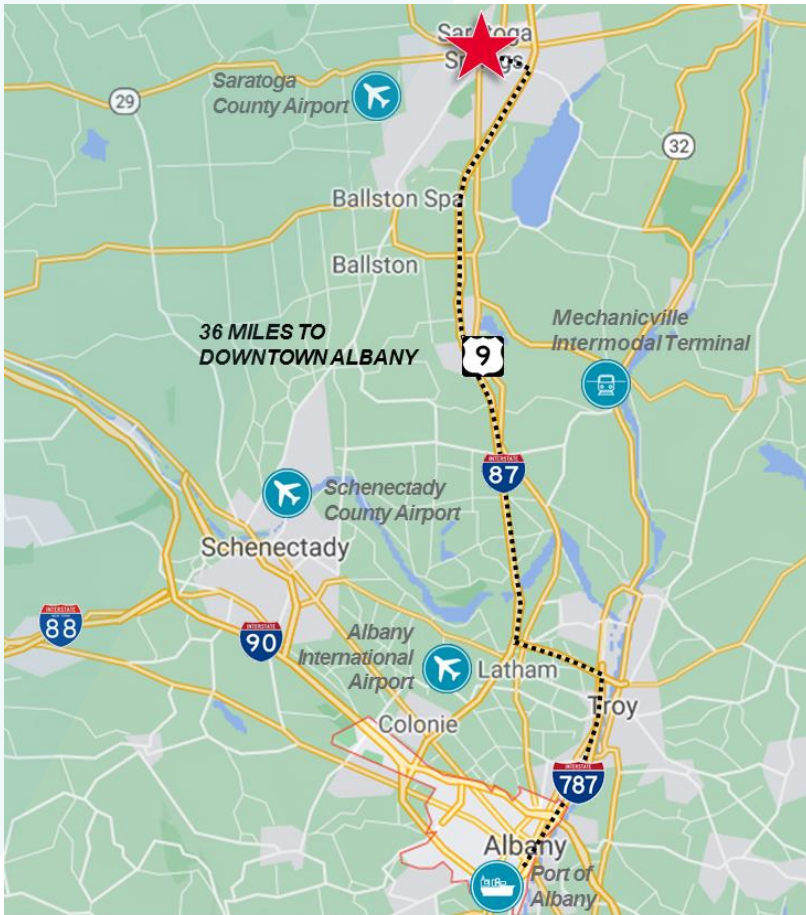 Saratoga
Springs
Saratoga
County Airport
29
32
Ballston Spa
Ballston
36 MILES TO
DOWNTOWN ALBANY
9
Mechanicville
Intermodal Terminal
INTERSTATE
87
Schenectady
County Airport
Schenectady
INTERSTATE
NEW YORK
88
INTERSTATE
90
Albany
International
Airport
Latham
Troy
Colonie
INTERSTATE
787
Albany
Port of
Albany